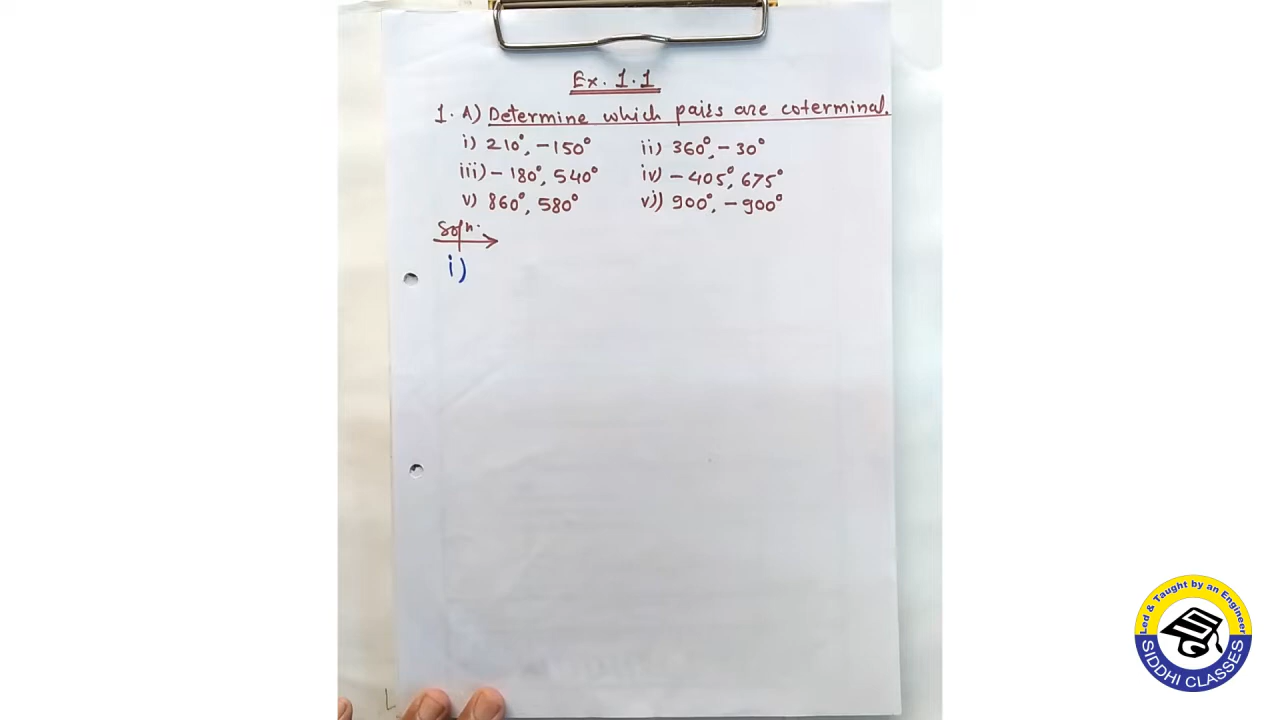 Ex. 1.1
1. A) Determine which pairs are coterminal.
i) 210°, -150° ii) 360°, -30°
iii) -180°, 540° iv) -405°, 675°
v) 860°, 580° vi) 900°, -900°
Soln.
i)
Led & Taught by an Engineer
SIDDHI CLASSES